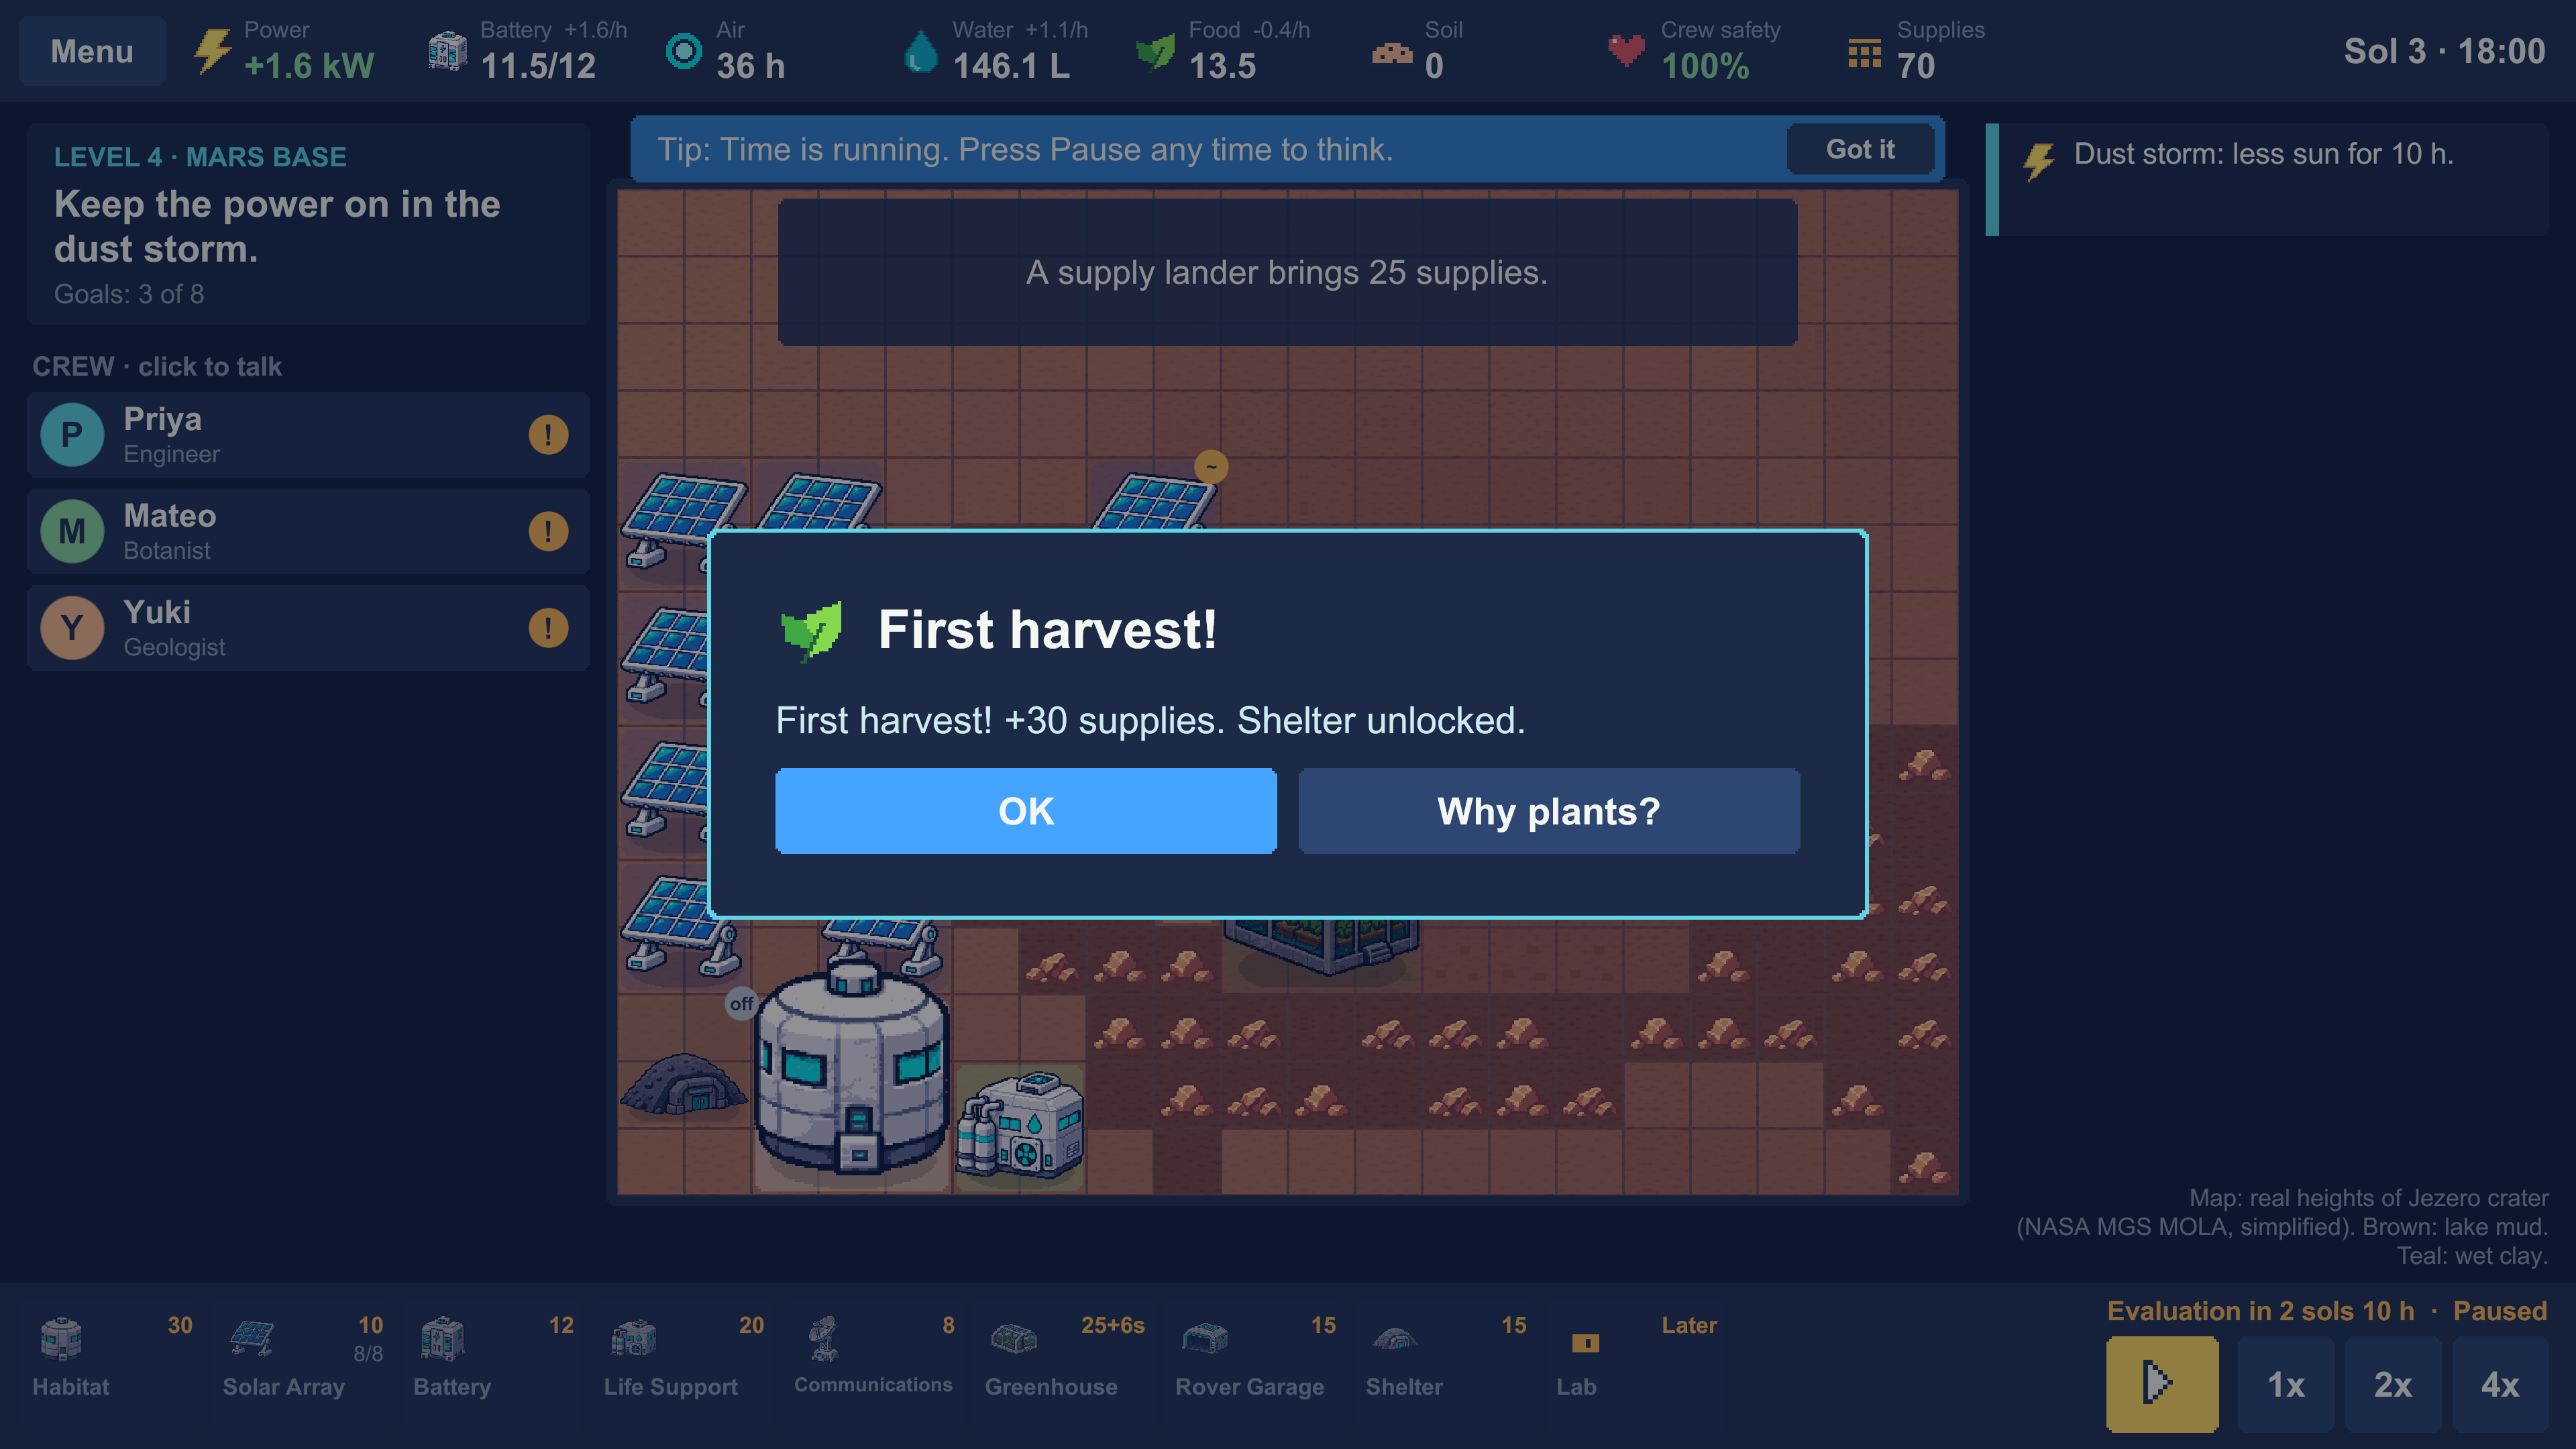 Menu
Power
+1.6 kW
Battery +1.6/h
11.5/12
Air
36 h
Water +1.1/h
146.1 L
Food -0.4/h
13.5
Soil
0
Crew safety
100%
Supplies
70
Sol 3 · 18:00
LEVEL 4 · MARS BASE
Keep the power on in the
dust storm.
Goals: 3 of 8
CREW · click to talk
P
Priya
Engineer
!
M
Mateo
Botanist
!
Y
Yuki
Geologist
!
Tip: Time is running. Press Pause any time to think.
Got it
A supply lander brings 25 supplies.
~
First harvest!
First harvest! +30 supplies. Shelter unlocked.
OK
Why plants?
off
Dust storm: less sun for 10 h.
Map: real heights of Jezero crater
(NASA MGS MOLA, simplified). Brown: lake mud.
Teal: wet clay.
30
Habitat
10
8/8
Solar Array
12
Battery
20
Life Support
8
Communications
25+6s
Greenhouse
15
Rover Garage
15
Shelter
Later
Lab
Evaluation in 2 sols 10 h · Paused
1x
2x
4x